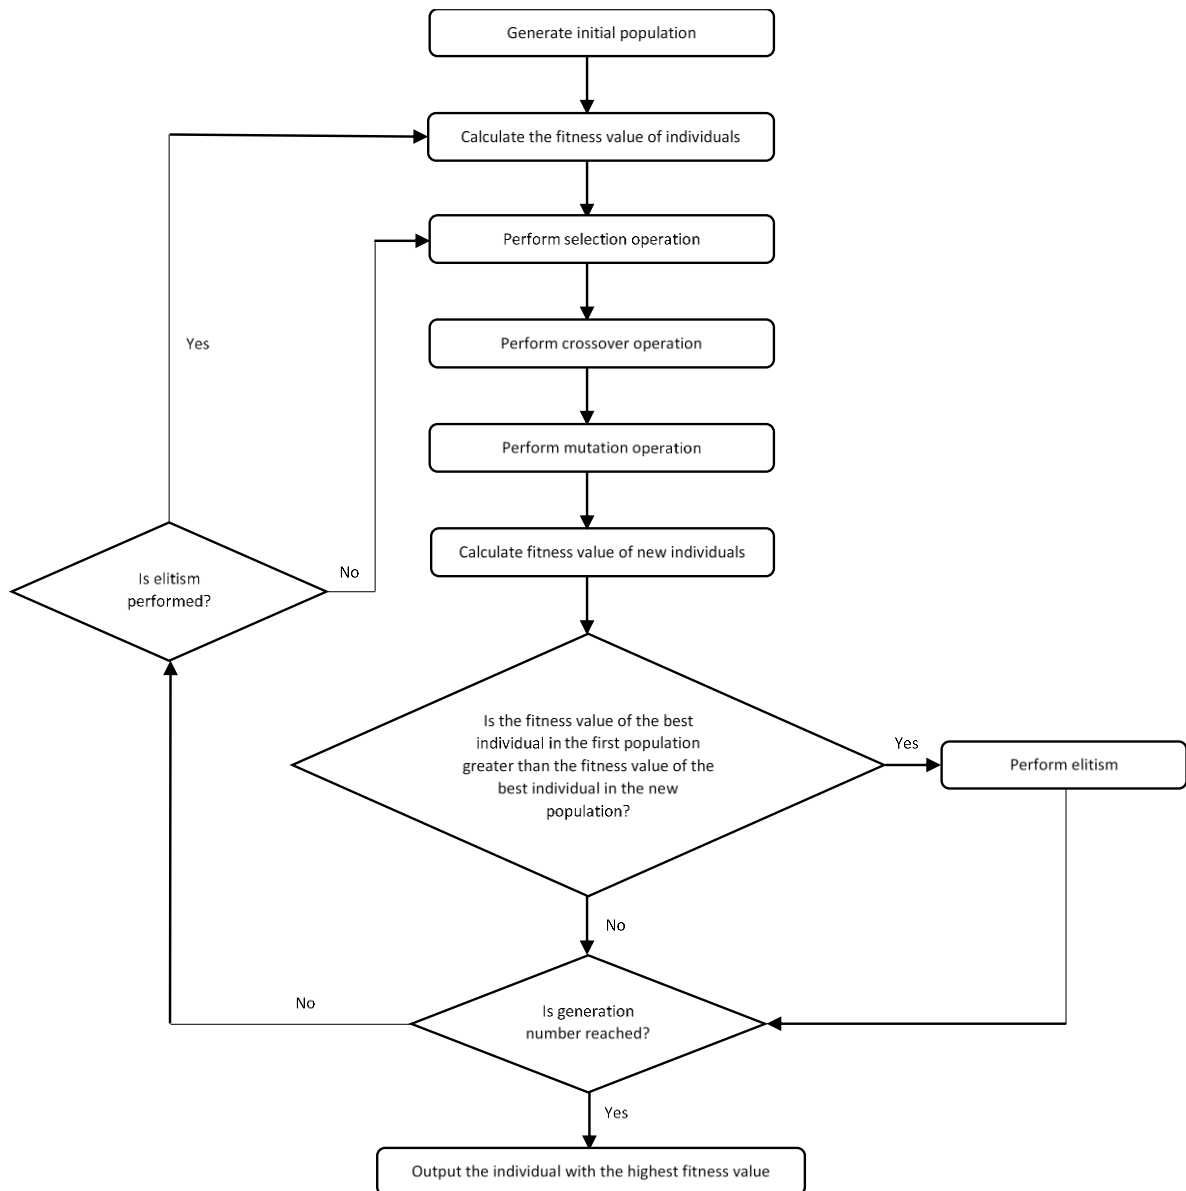 Generate initial population
Calculate the fitness value of individuals
Perform selection operation
Yes
Perform crossover operation
Perform mutation operation
Calculate fitness value of new individuals
Is elitism
performed?
No
Is the fitness value of the best
individual in the first population
greater than the fitness value of the
best individual in the new
population?
Yes
Perform elitism
No
No
Is generation
number reached?
Yes
Output the individual with the highest fitness value